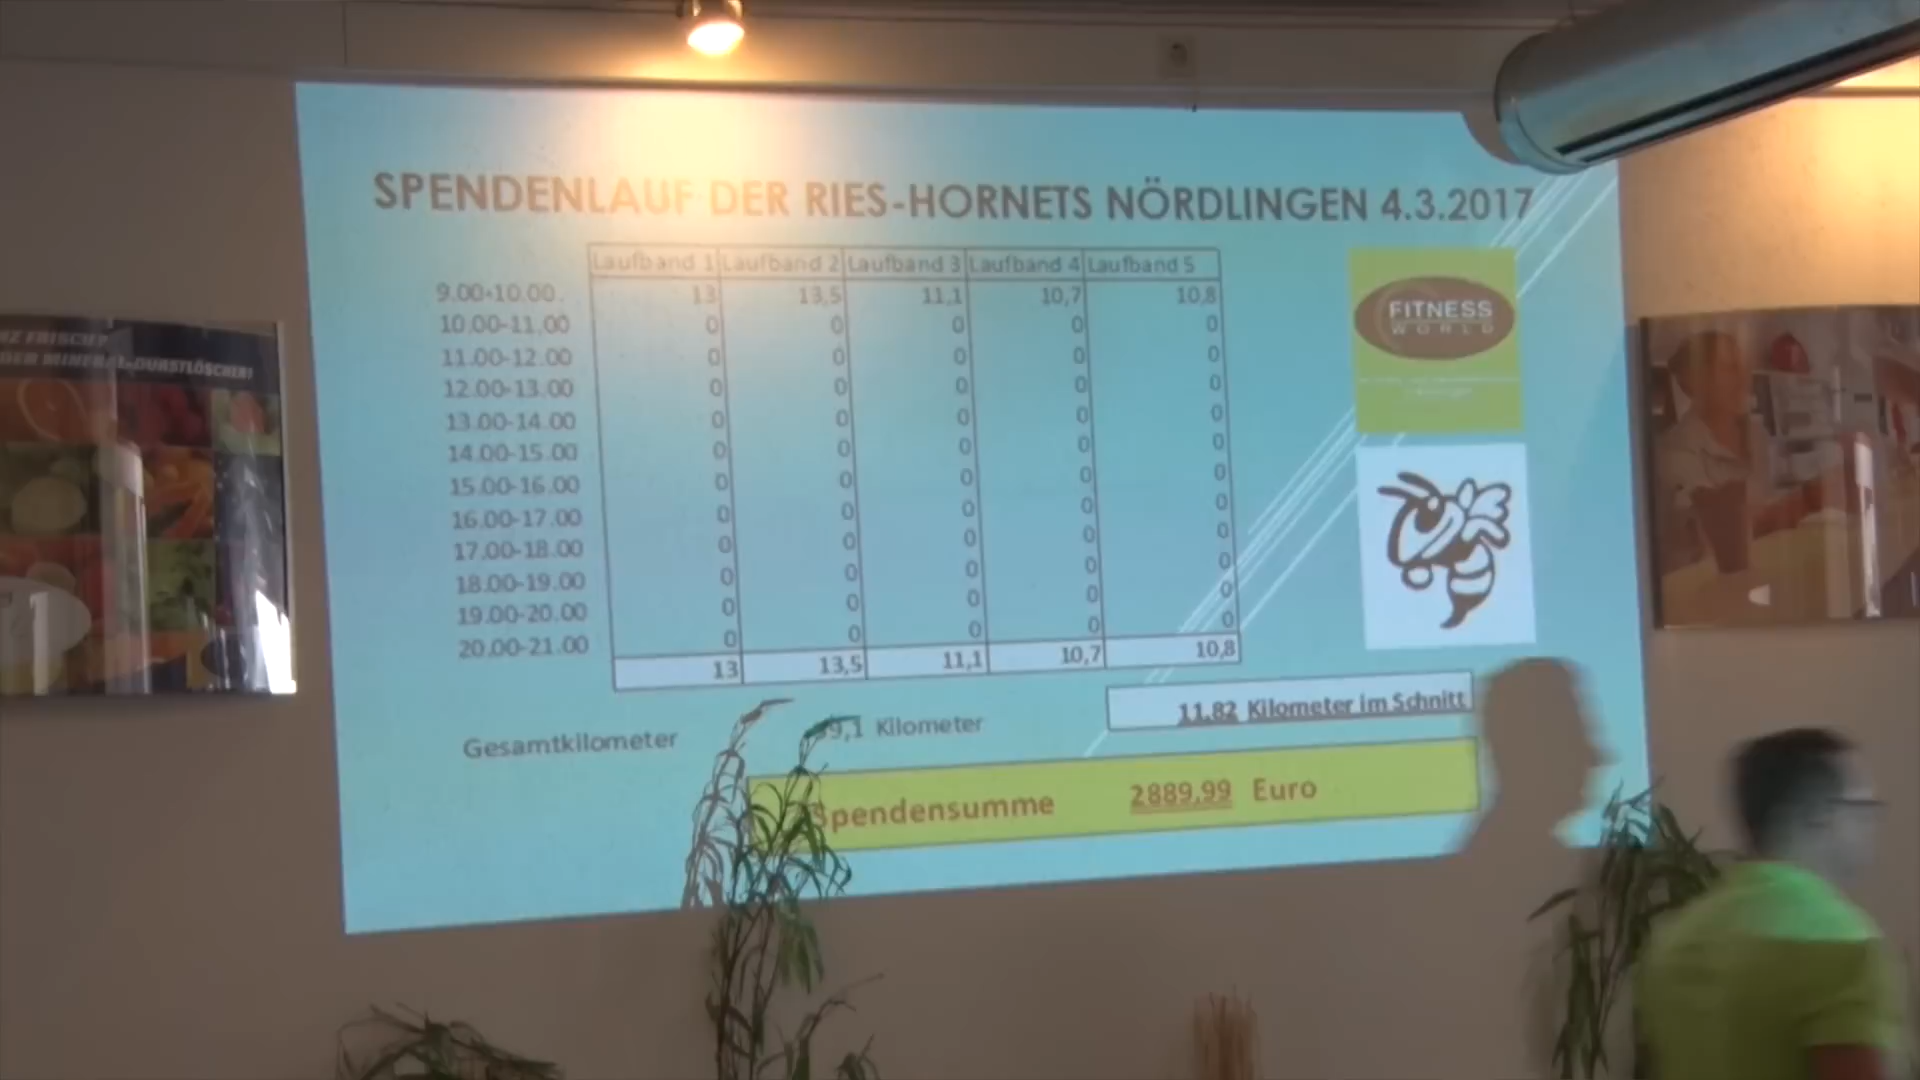 SPENDENLAUF DER RIES-HORNETS NÖRDLINGEN 4.3.2017
Laufband 1 Laufband 2 Laufband 3 Laufband 4 Laufband 5
9.00-10.00. 13 13,5 11,1 10,7 10,8
10.00-11.00 0 0 0 0 0
11.00-12.00 0 0 0 0 0
12.00-13.00 0 0 0 0 0
13.00-14.00 0 0 0 0 0
14.00-15.00 0 0 0 0 0
15.00-16.00 0 0 0 0 0
16.00-17.00 0 0 0 0 0
17.00-18.00 0 0 0 0 0
18.00-19.00 0 0 0 0 0
19.00-20.00 0 0 0 0 0
20.00-21.00 0 0 0 0 0
13 13,5 11,1 10,7 10,8
11,82 Kilometer im Schnitt
Gesamtkilometer 9,1 Kilometer
Spendensumme 2889,99 Euro
FITNESS
WORLD
NZ FRISCH?
DER MINERAL-DURSTLÖSCHER!